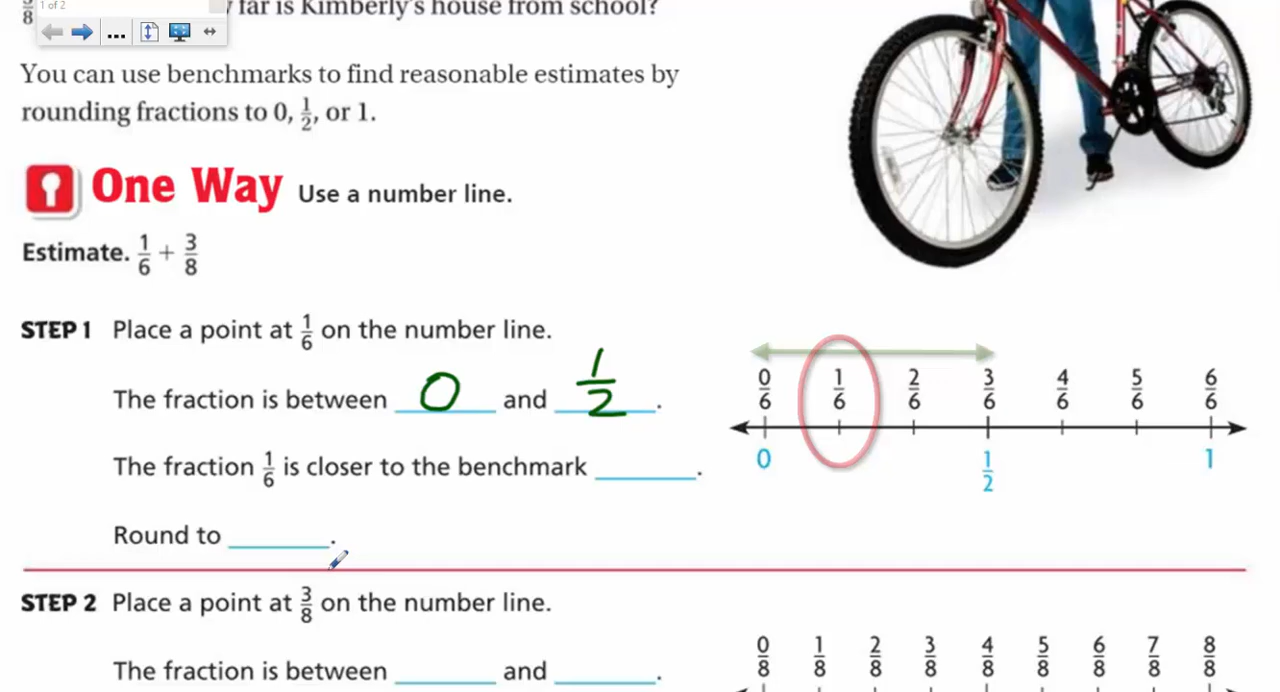 1 of 2
8 far is Kimberly's house from school?
You can use benchmarks to find reasonable estimates by
rounding fractions to 0, 1/2, or 1.
One Way Use a number line.
Estimate. 1/6 + 3/8
STEP 1 Place a point at 1/6 on the number line.
The fraction is between 0 and 1/2.
The fraction 1/6 is closer to the benchmark ______.
Round to ______.
0/6 1/6 2/6 3/6 4/6 5/6 6/6
0 1/2 1
STEP 2 Place a point at 3/8 on the number line.
The fraction is between ______ and ______.
0/8 1/8 2/8 3/8 4/8 5/8 6/8 7/8 8/8